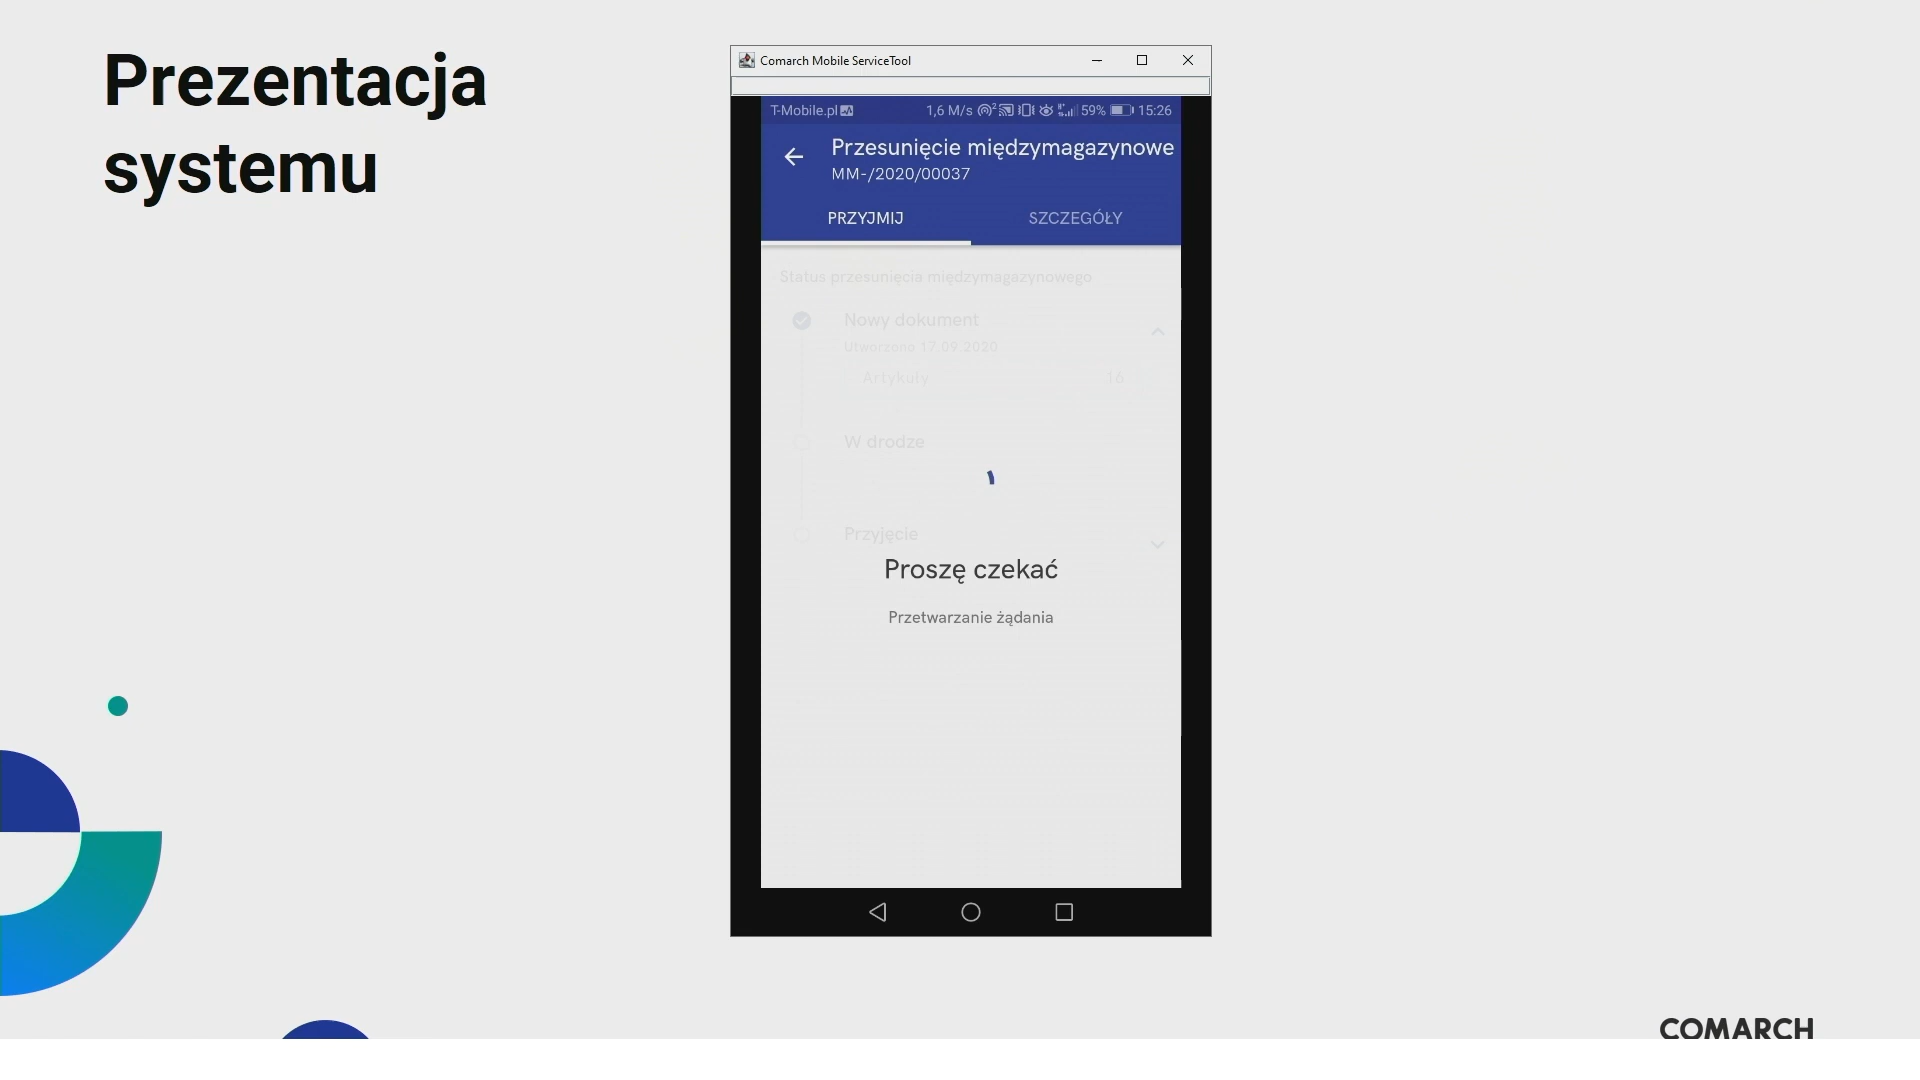 Prezentacja
systemu
Comarch Mobile ServiceTool
T-Mobile.pl 1,6 M/s 59% 15:26
Przesunięcie międzymagazynowe
MM-/2020/00037
PRZYJMIJ SZCZEGÓŁY
Status przesunięcia międzymagazynowego
Nowy dokument
Utworzono 17.09.2020
Artykuły 16
W drodze
Przyjęcie
Proszę czekać
Przetwarzanie żądania
COMARCH